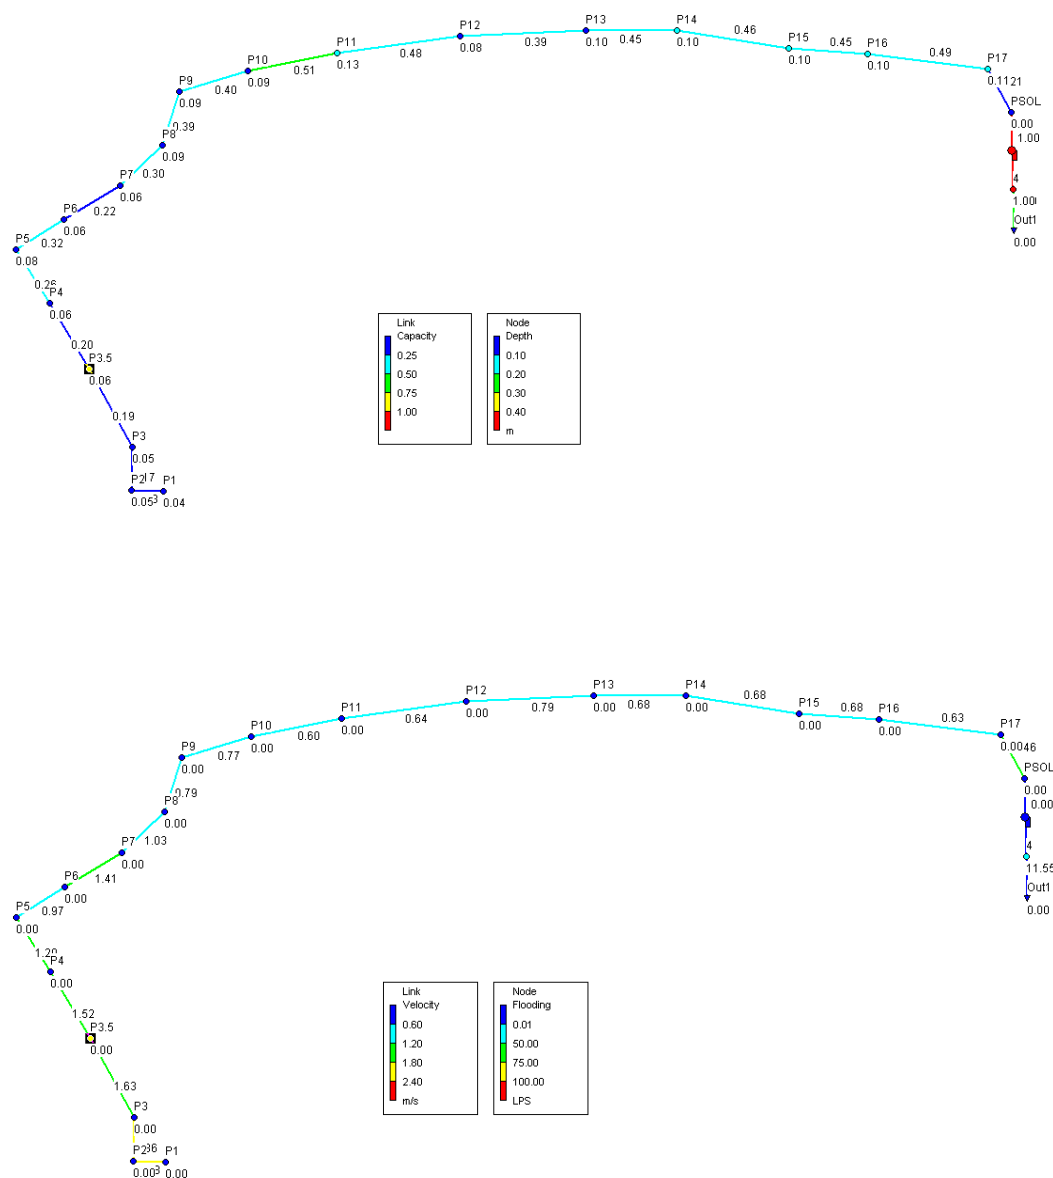 P12
P13
P14
0.08
0.39
0.10
0.45
0.10
0.46
P11
0.48
0.13
P15
0.10
0.45
P16
0.10
0.49
P17
P10
0.51
0.09
P9
0.40
0.09
PSOL
0.00
1.00
0.39
P8
0.09
0.30
P7
0.06
4
Out1
0.00
P6
0.22
0.06
P5
0.32
0.08
P4
0.06
0.20
P3.5
0.06
0.19
P3
0.05
P2
P1
0.04
Link
Capacity
0.25
0.50
0.75
1.00
Node
Depth
0.10
0.20
0.30
0.40
m
P12
P13
P14
0.00
0.79
0.00
0.68
0.00
0.68
P11
0.64
0.00
P15
0.00
0.68
P16
0.00
0.63
P17
P10
0.60
0.00
P9
0.77
0.00
PSOL
0.00
0.00
0.79
P8
0.00
1.03
P7
0.00
4
11.55
Out1
0.00
P6
1.41
0.00
P5
0.97
0.00
P4
0.00
1.52
P3.5
0.00
1.63
P3
0.00
P2
P1
0.00
Link
Velocity
0.60
1.20
1.80
2.40
m/s
Node
Flooding
0.01
50.00
75.00
100.00
LPS